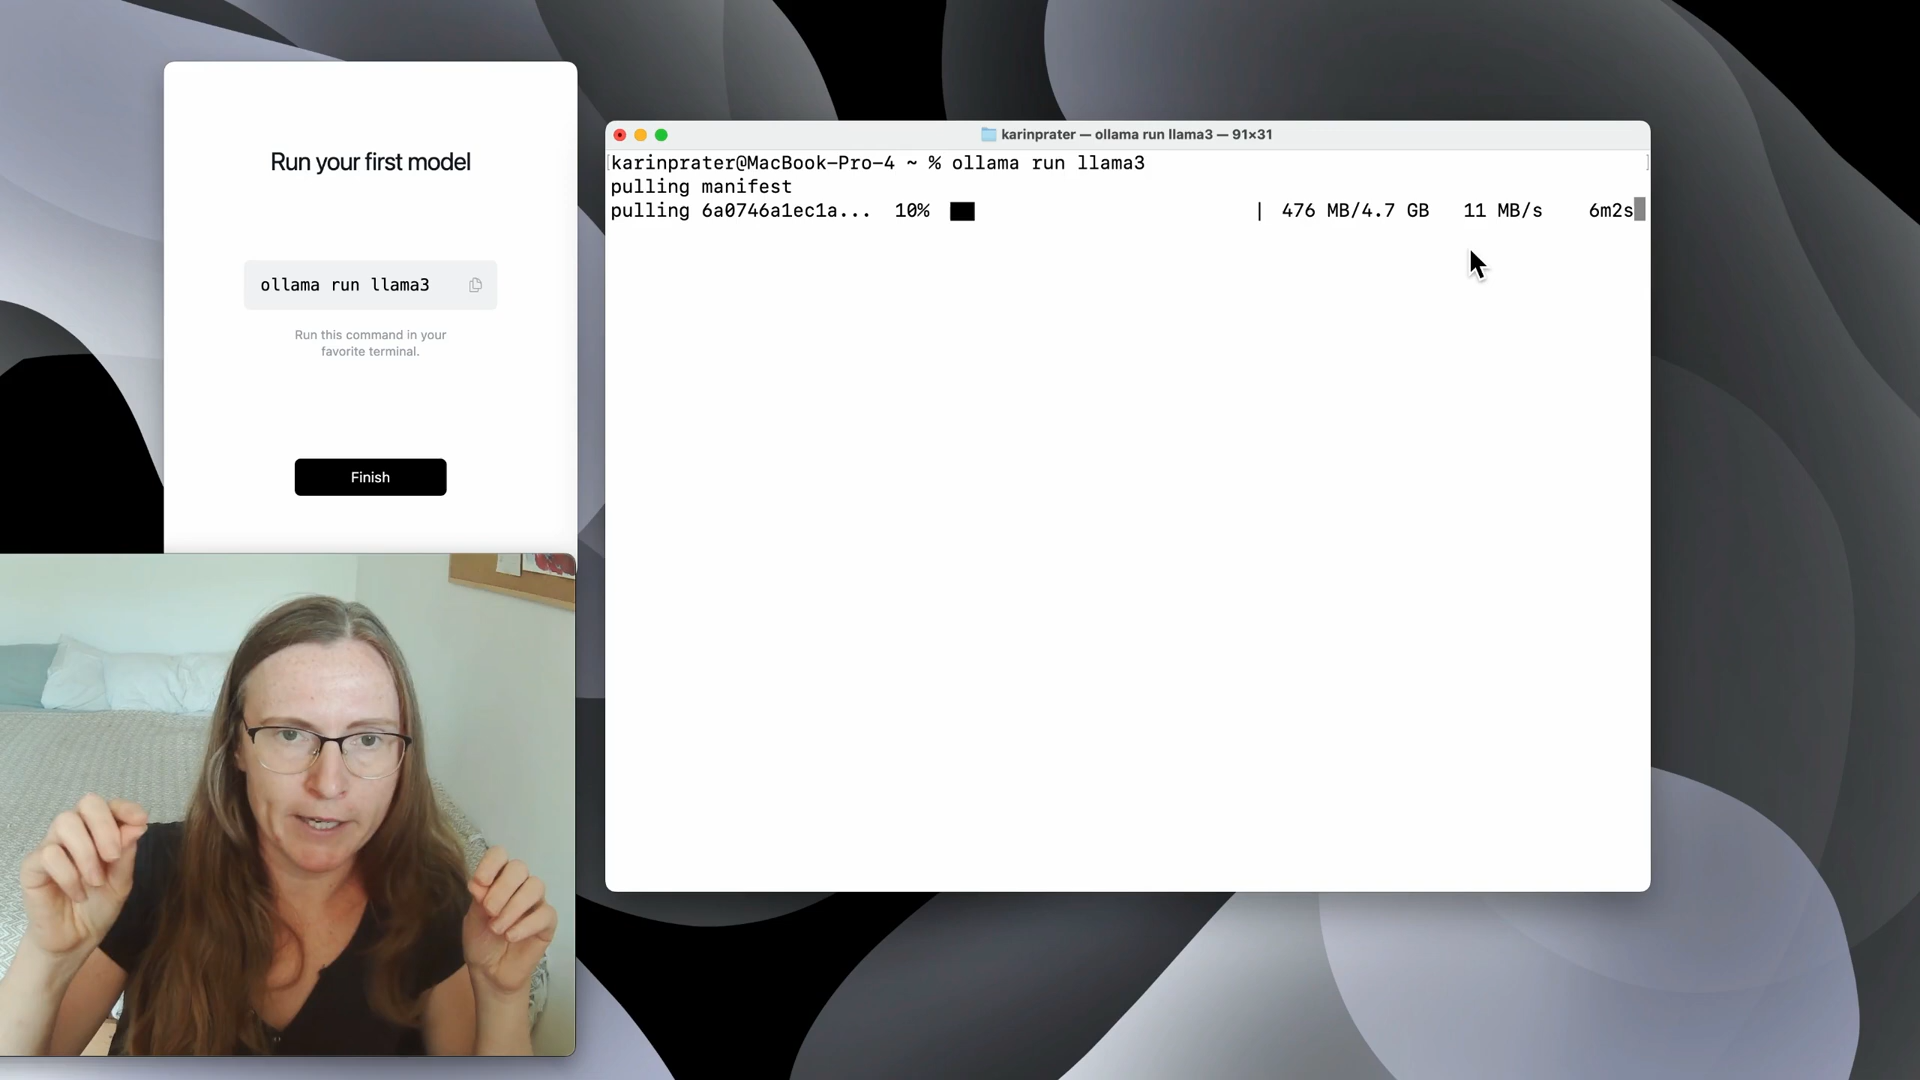 Run your first model
ollama run llama3
Run this command in your
favorite terminal.
Finish
karinprater — ollama run llama3 — 91×31
karinprater@MacBook-Pro-4 ~ % ollama run llama3
pulling manifest
pulling 6a0746a1ec1a... 10% | 476 MB/4.7 GB 11 MB/s 6m2s